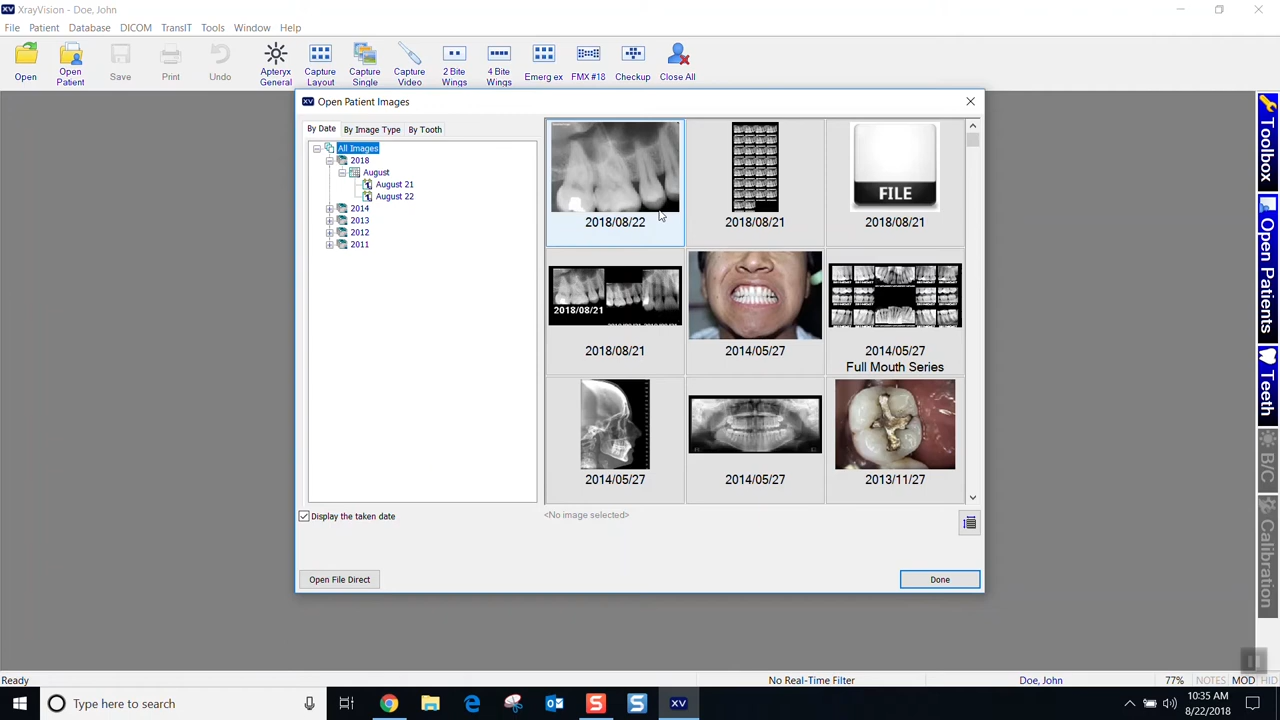 XrayVision - Doe, John
File Patient Database DICOM TransIT Tools Window Help
Open
Open Patient
Save
Print
Undo
Apteryx General
Capture Layout
Capture Single
Capture Video
2 Bite Wings
4 Bite Wings
Emerg ex
FMX #18
Checkup
Close All
Open Patient Images
By Date By Image Type By Tooth
All Images
2018
August
August 21
August 22
2014
2013
2012
2011
2018/08/22
2018/08/21
FILE
2018/08/21
2018/08/21
2018/08/21
2014/05/27
2014/05/27
Full Mouth Series
2014/05/27
2014/05/27
2013/11/27
Display the taken date
<No image selected>
Open File Direct
Done
Toolbox
Open Patients
Teeth
B/C
Calibration
Ready
No Real-Time Filter
Doe, John
77% NOTES MOD HID
Type here to search
10:35 AM
8/22/2018